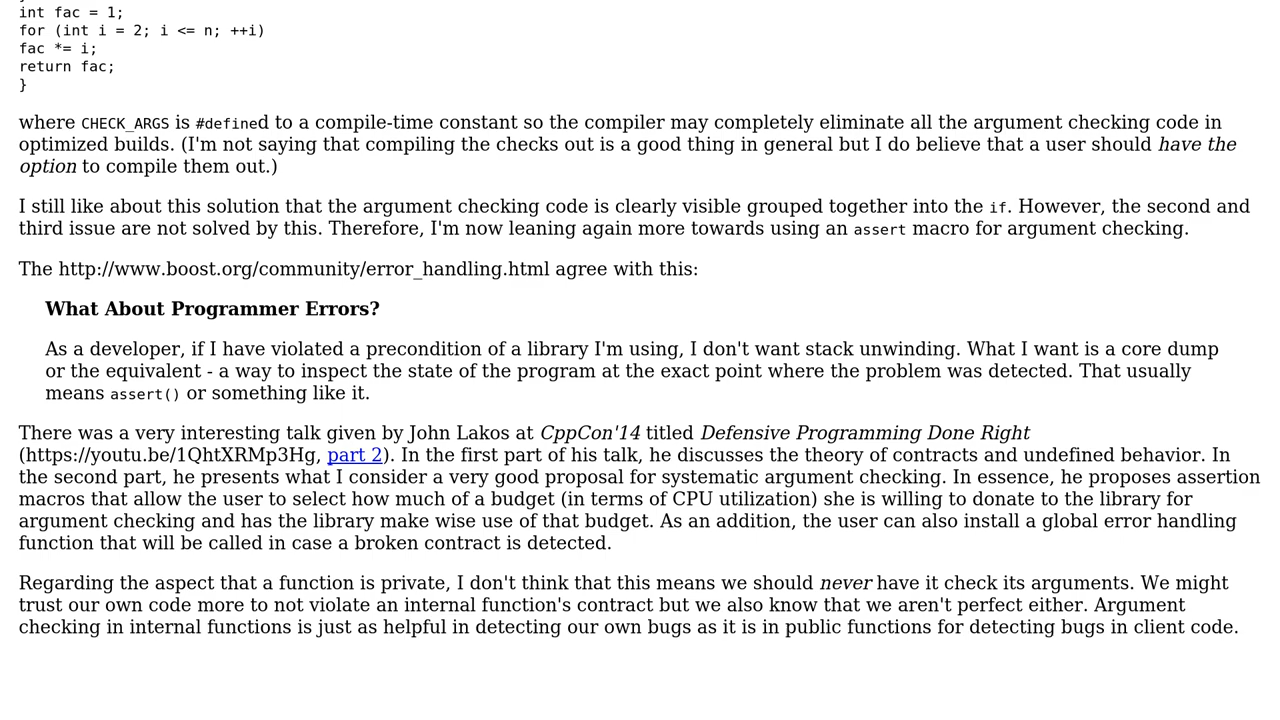 int fac = 1;
for (int i = 2; i <= n; ++i)
fac *= i;
return fac;
}
where CHECK_ARGS is #defined to a compile-time constant so the compiler may completely eliminate all the argument checking code in
optimized builds. (I'm not saying that compiling the checks out is a good thing in general but I do believe that a user should have the
option to compile them out.)
I still like about this solution that the argument checking code is clearly visible grouped together into the if. However, the second and
third issue are not solved by this. Therefore, I'm now leaning again more towards using an assert macro for argument checking.
The http://www.boost.org/community/error_handling.html agree with this:
What About Programmer Errors?
As a developer, if I have violated a precondition of a library I'm using, I don't want stack unwinding. What I want is a core dump
or the equivalent - a way to inspect the state of the program at the exact point where the problem was detected. That usually
means assert() or something like it.
There was a very interesting talk given by John Lakos at CppCon'14 titled Defensive Programming Done Right
(https://youtu.be/1QhtXRMp3Hg, part 2). In the first part of his talk, he discusses the theory of contracts and undefined behavior. In
the second part, he presents what I consider a very good proposal for systematic argument checking. In essence, he proposes assertion
macros that allow the user to select how much of a budget (in terms of CPU utilization) she is willing to donate to the library for
argument checking and has the library make wise use of that budget. As an addition, the user can also install a global error handling
function that will be called in case a broken contract is detected.
Regarding the aspect that a function is private, I don't think that this means we should never have it check its arguments. We might
trust our own code more to not violate an internal function's contract but we also know that we aren't perfect either. Argument
checking in internal functions is just as helpful in detecting our own bugs as it is in public functions for detecting bugs in client code.